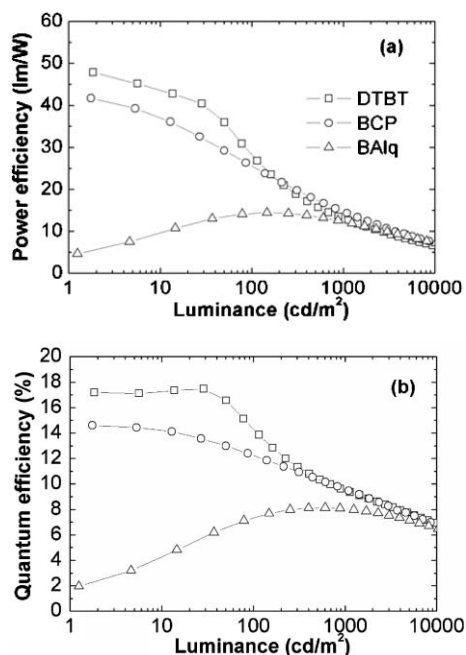 60
(a)
50
DTBT
40
BCP
30
BAlq
20
10
0
Power efficiency (lm/W)
1 10 100 1000 10000
Luminance (cd/m²)
20
(b)
18
16
14
12
10
8
6
4
2
0
Quantum efficiency (%)
1 10 100 1000 10000
Luminance (cd/m²)